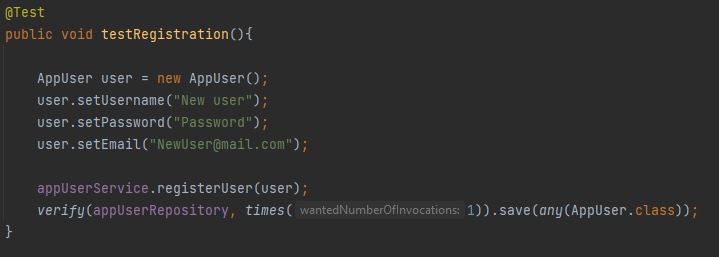 @Test
public void testRegistration(){
AppUser user = new AppUser();
user.setUsername("New user");
user.setPassword("Password");
user.setEmail("NewUser@mail.com");
appUserService.registerUser(user);
verify(appUserRepository, times( wantedNumberOfInvocations: 1)).save(any(AppUser.class));
}